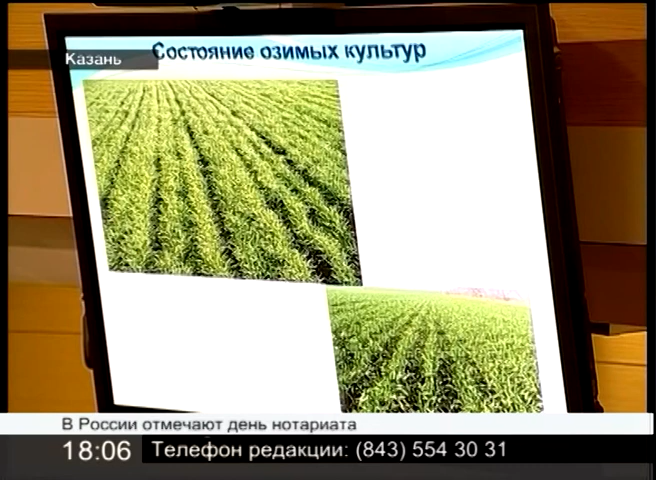 Состояние озимых культур
Казань
В России отмечают день нотариата
18:06 Телефон редакции: (843) 554 30 31